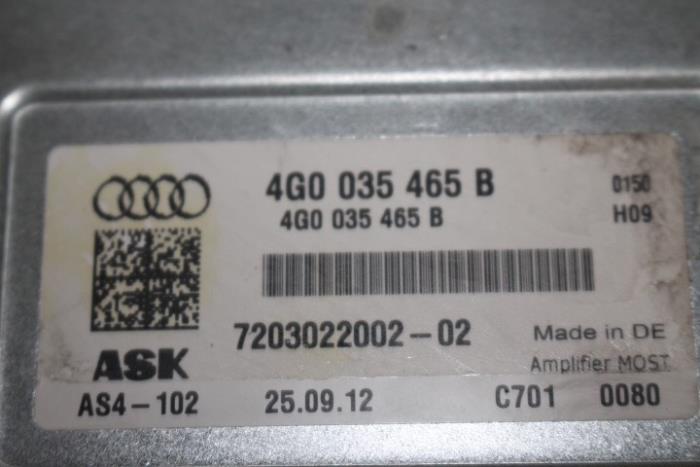 4G0 035 465 B 0150
4G0 035 465 B H09
7203022002-02 Made in DE
ASK Amplifier MOST
AS4-102 25.09.12 C701 0080